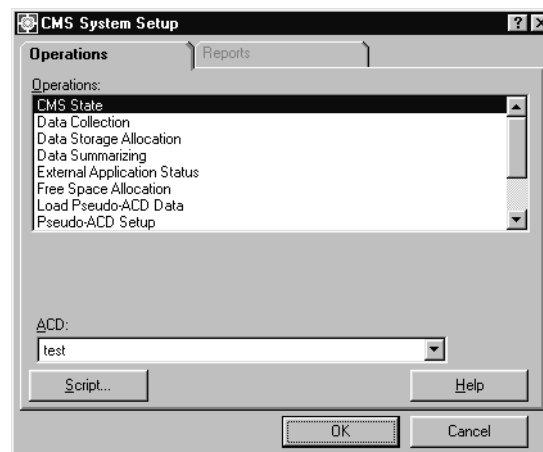 CMS System Setup
Operations
Reports
Operations:
CMS State
Data Collection
Data Storage Allocation
Data Summarizing
External Application Status
Free Space Allocation
Load Pseudo-ACD Data
Pseudo-ACD Setup
ACD:
test
Script...
Help
OK
Cancel